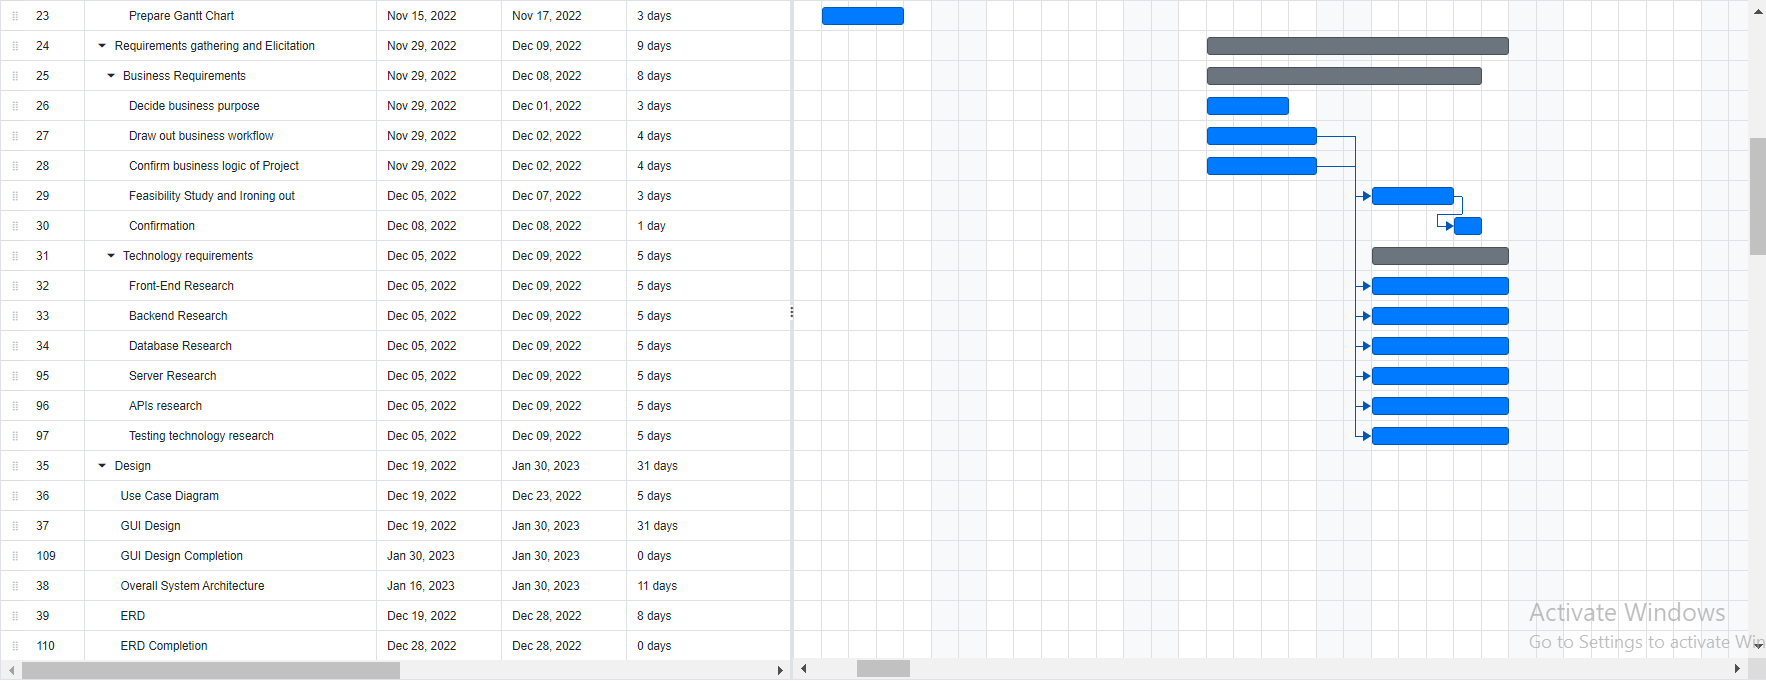 23 Prepare Gantt Chart Nov 15, 2022 Nov 17, 2022 3 days
24 Requirements gathering and Elicitation Nov 29, 2022 Dec 09, 2022 9 days
25 Business Requirements Nov 29, 2022 Dec 08, 2022 8 days
26 Decide business purpose Nov 29, 2022 Dec 01, 2022 3 days
27 Draw out business workflow Nov 29, 2022 Dec 02, 2022 4 days
28 Confirm business logic of Project Nov 29, 2022 Dec 02, 2022 4 days
29 Feasibility Study and Ironing out Dec 05, 2022 Dec 07, 2022 3 days
30 Confirmation Dec 08, 2022 Dec 08, 2022 1 day
31 Technology requirements Dec 05, 2022 Dec 09, 2022 5 days
32 Front-End Research Dec 05, 2022 Dec 09, 2022 5 days
33 Backend Research Dec 05, 2022 Dec 09, 2022 5 days
34 Database Research Dec 05, 2022 Dec 09, 2022 5 days
95 Server Research Dec 05, 2022 Dec 09, 2022 5 days
96 APIs research Dec 05, 2022 Dec 09, 2022 5 days
97 Testing technology research Dec 05, 2022 Dec 09, 2022 5 days
35 Design Dec 19, 2022 Jan 30, 2023 31 days
36 Use Case Diagram Dec 19, 2022 Dec 23, 2022 5 days
37 GUI Design Dec 19, 2022 Jan 30, 2023 31 days
109 GUI Design Completion Jan 30, 2023 Jan 30, 2023 0 days
38 Overall System Architecture Jan 16, 2023 Jan 30, 2023 11 days
39 ERD Dec 19, 2022 Dec 28, 2022 8 days
110 ERD Completion Dec 28, 2022 Dec 28, 2022 0 days
Activate Windows
Go to Settings to activate Win